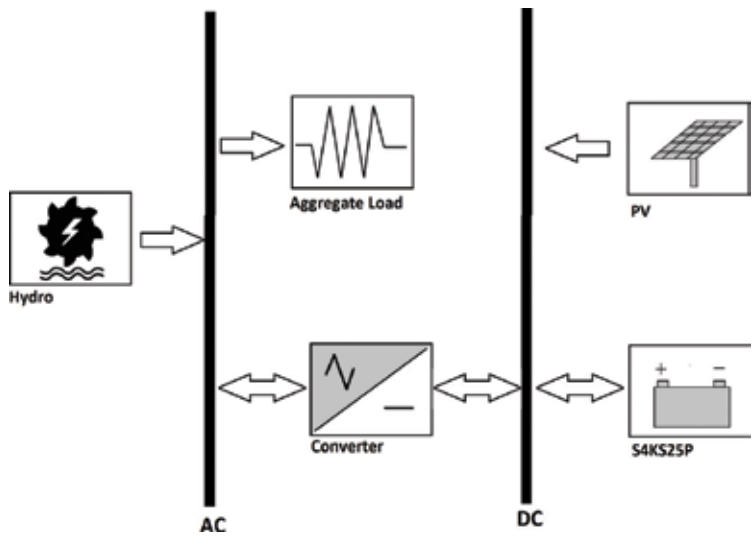 Aggregate Load
PV
Hydro
+ −
Converter
S4KS25P
AC
DC